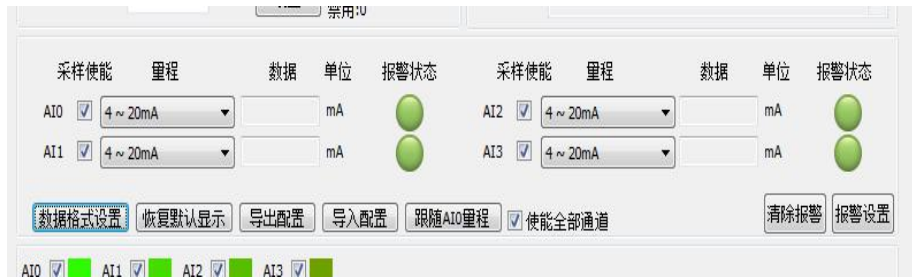 禁用:0
采样使能 量程 数据 单位 报警状态 采样使能 量程 数据 单位 报警状态
AI0 4 ~ 20mA mA AI2 4 ~ 20mA mA
AI1 4 ~ 20mA mA AI3 4 ~ 20mA mA
数据格式设置 恢复默认显示 导出配置 导入配置 跟随AI0量程 使能全部通道 清除报警 报警设置
AI0 AI1 AI2 AI3